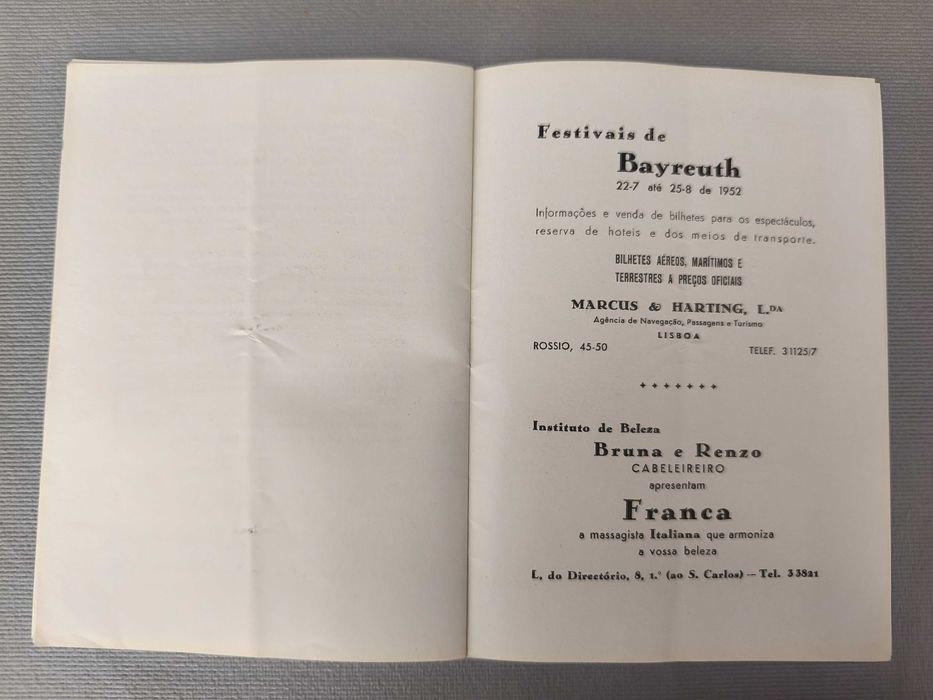 Festivais de
Bayreuth
22-7 até 25-8 de 1952
Informações e venda de bilhetes para os espectáculos,
reserva de hoteis e dos meios de transporte.
BILHETES AÉREOS, MARÍTIMOS E
TERRESTRES A PREÇOS OFICIAIS
MARCUS & HARTING, L.DA
Agência de Navegação, Passagens e Turismo
LISBOA
ROSSIO, 45-50 TELEF. 31125/7
Instituto de Beleza
Bruna e Renzo
CABELEIREIRO
apresentam
Franca
a massagista Italiana que armoniza
a vossa beleza
L. do Directório, 8, 1.º (ao S. Carlos) — Tel. 33821